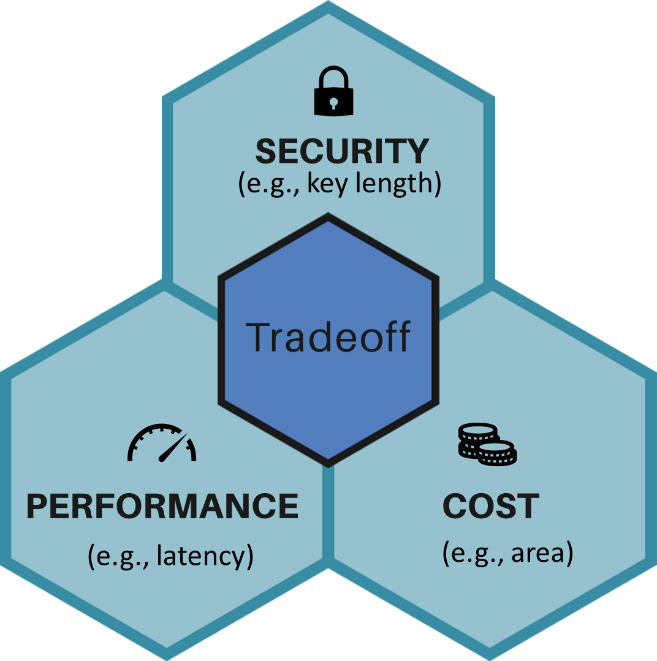 SECURITY
(e.g., key length)
Tradeoff
PERFORMANCE
(e.g., latency)
COST
(e.g., area)